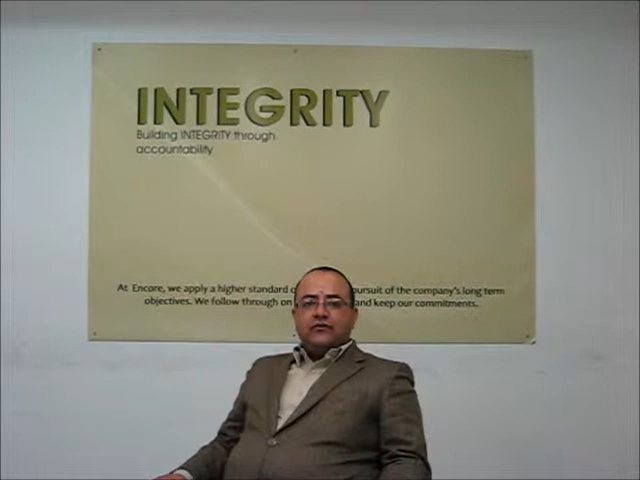 INTEGRITY
Building INTEGRITY through
accountability
At Encore, we apply a higher standard pursuit of the company's long term
objectives. We follow through on and keep our commitments.